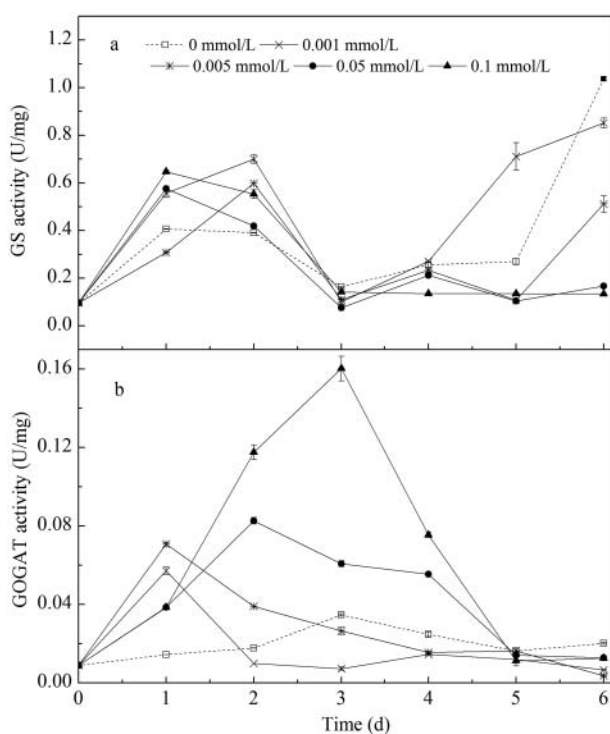 1.2
a
0 mmol/L 0.001 mmol/L
0.005 mmol/L 0.05 mmol/L 0.1 mmol/L
1.0
0.8
0.6
0.4
0.2
0.0
GS activity (U/mg)
0.16
b
0.12
0.08
0.04
0.00
GOGAT activity (U/mg)
0 1 2 3 4 5 6
Time (d)